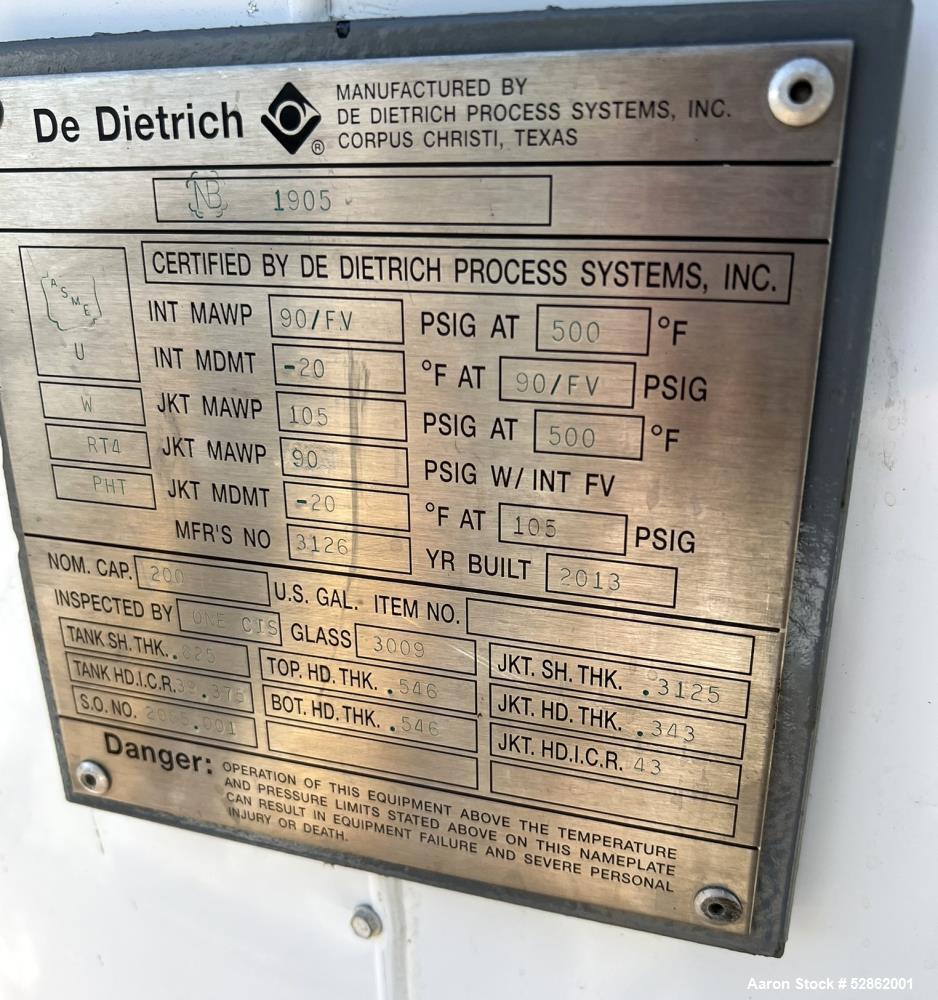 De Dietrich ®
MANUFACTURED BY
DE DIETRICH PROCESS SYSTEMS, INC.
CORPUS CHRISTI, TEXAS
NB 1905
ASME
U
W
RT4
PHT
CERTIFIED BY DE DIETRICH PROCESS SYSTEMS, INC.
INT MAWP 90/FV PSIG AT 500 °F
INT MDMT -20 °F AT 90/FV PSIG
JKT MAWP 105 PSIG AT 500 °F
JKT MAWP 90 PSIG W/ INT FV
JKT MDMT -20 °F AT 105 PSIG
MFR'S NO 3126 YR BUILT 2013
NOM. CAP. 200 U.S. GAL. ITEM NO.
INSPECTED BY ONE CIS GLASS 3009
TANK SH. THK. TOP. HD. THK. .546 JKT. SH. THK. .3125
TANK HD.I.C.R. BOT. HD. THK. .546 JKT. HD. THK. .343
S.O. NO. JKT. HD.I.C.R. 43
Danger: OPERATION OF THIS EQUIPMENT ABOVE THE TEMPERATURE
AND PRESSURE LIMITS STATED ABOVE ON THIS NAMEPLATE
CAN RESULT IN EQUIPMENT FAILURE AND SEVERE PERSONAL
INJURY OR DEATH.
Aaron Stock # 52862001